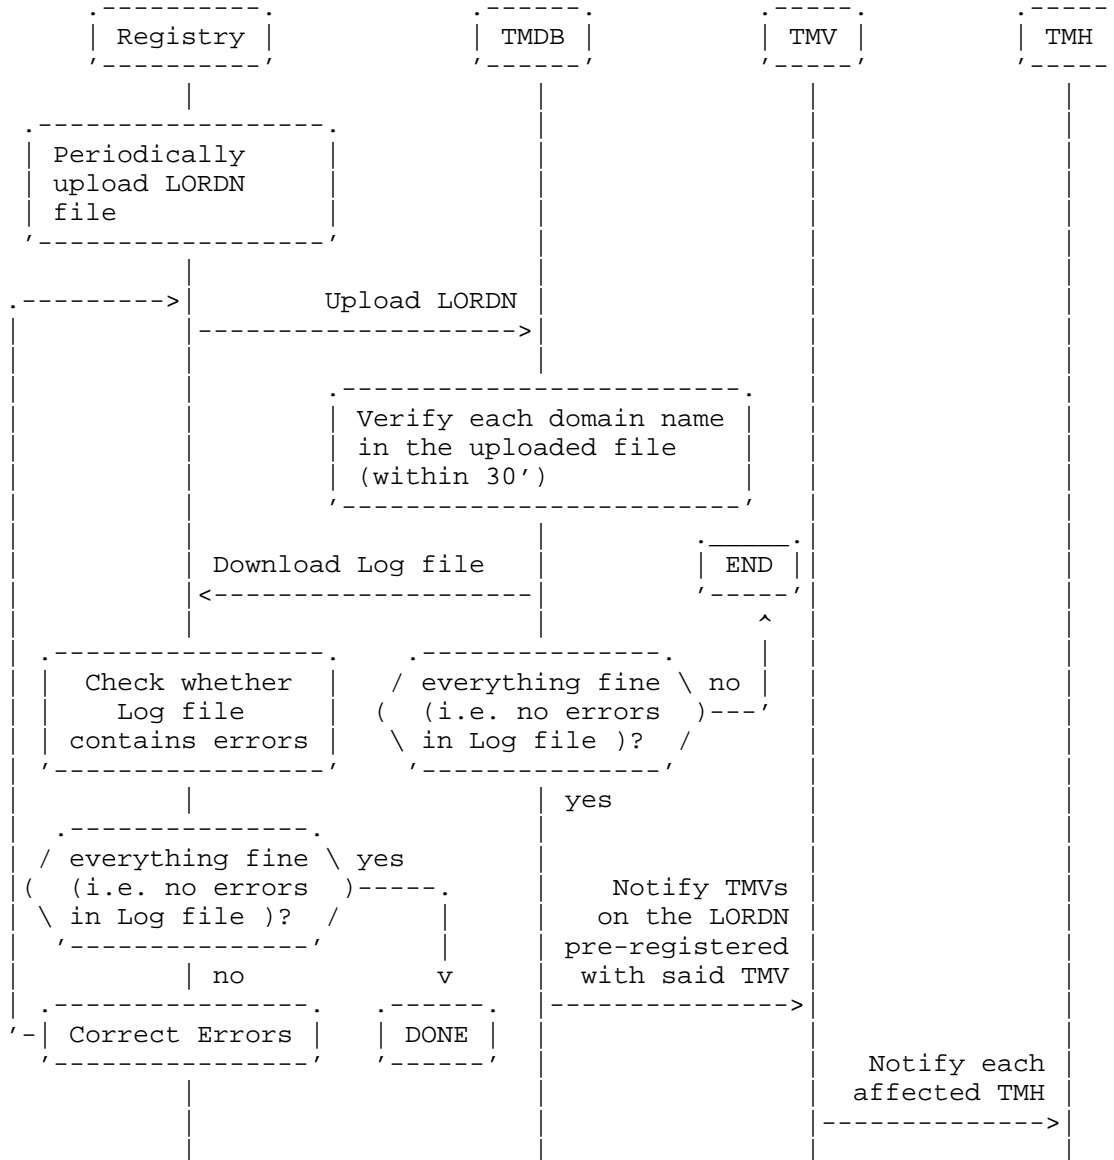 Registry
TMDB
TMV
TMH
Periodically
upload LORDN
file
Upload LORDN
Verify each domain name
in the uploaded file
(within 30')
Download Log file
END
Check whether
Log file
contains errors
everything fine
(i.e. no errors
in Log file )?
no
yes
everything fine
(i.e. no errors
in Log file )?
yes
no
Notify TMVs
on the LORDN
pre-registered
with said TMV
Correct Errors
DONE
Notify each
affected TMH